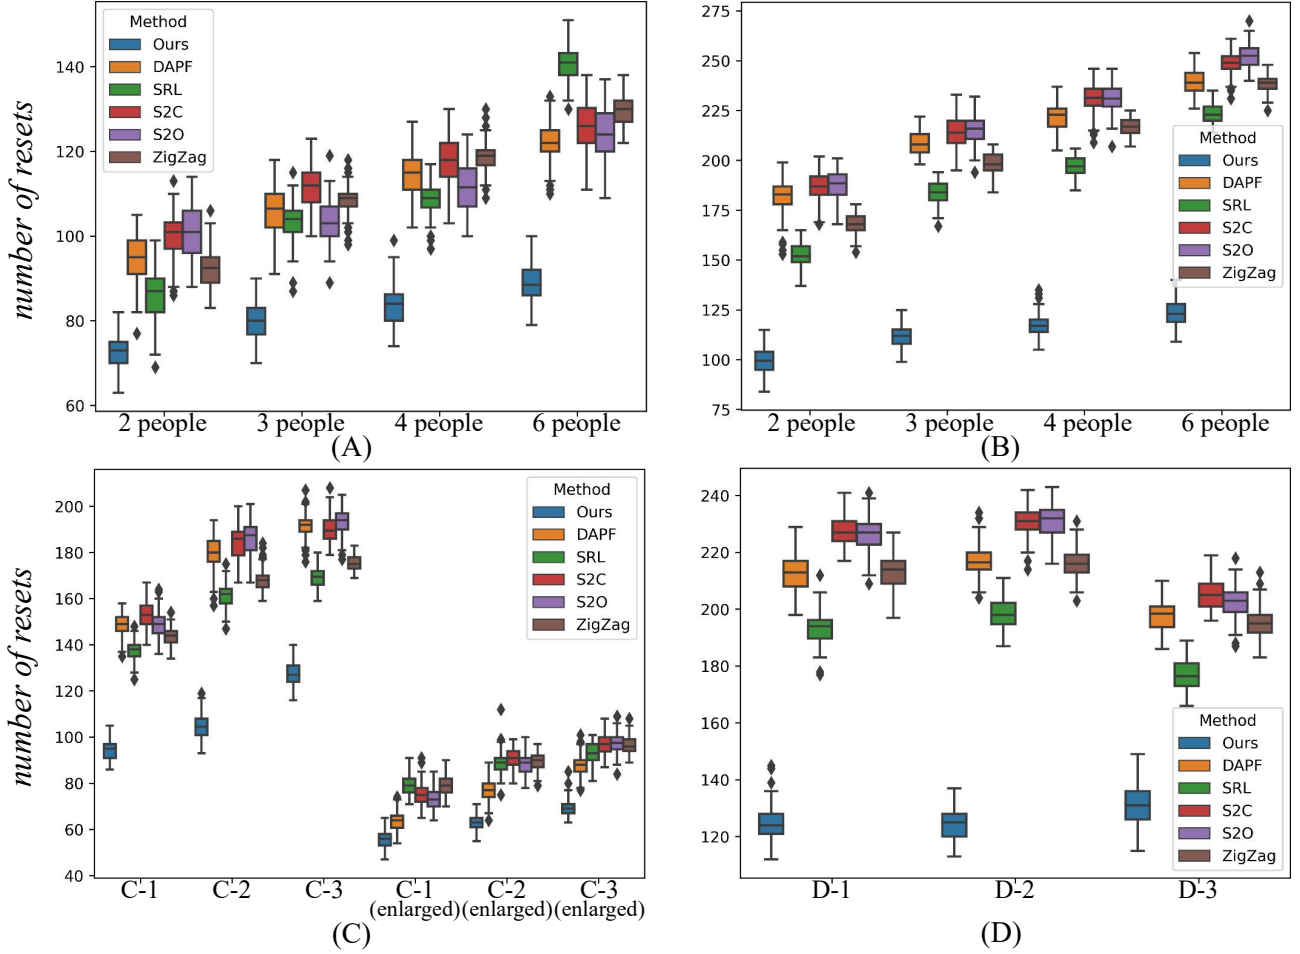 Method
Ours
DAPF
SRL
S2C
S2O
ZigZag
number of resets
140
120
100
80
60
2 people
3 people
4 people
6 people
(A)
275
250
225
200
175
150
125
100
75
Method
Ours
DAPF
SRL
S2C
S2O
ZigZag
2 people
3 people
4 people
6 people
(B)
number of resets
200
180
160
140
120
100
80
60
40
Method
Ours
DAPF
SRL
S2C
S2O
ZigZag
C-1
C-2
C-3
C-1
(enlarged)
C-2
(enlarged)
C-3
(enlarged)
(C)
240
220
200
180
160
140
120
Method
Ours
DAPF
SRL
S2C
S2O
ZigZag
D-1
D-2
D-3
(D)